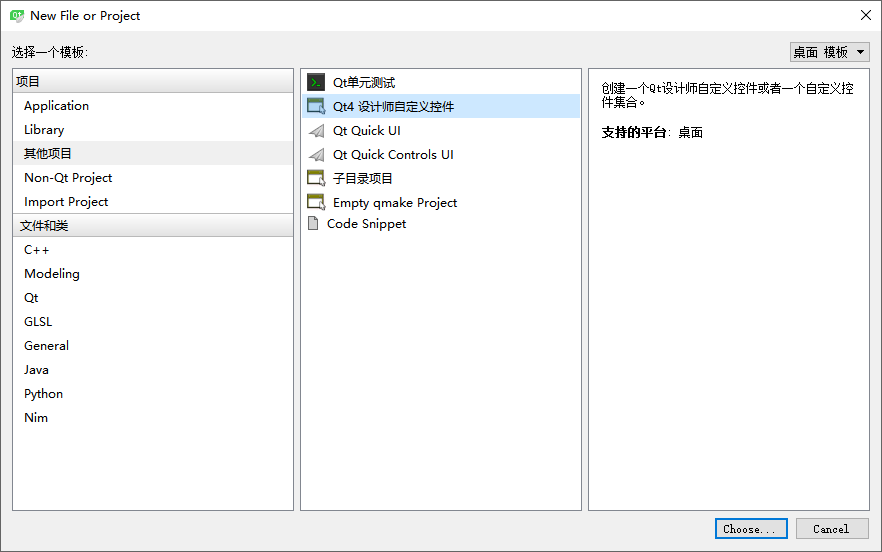 New File or Project
选择一个模板:
桌面 模板
项目
Application
Library
其他项目
Non-Qt Project
Import Project
文件和类
C++
Modeling
Qt
GLSL
General
Java
Python
Nim
Qt单元测试
Qt4 设计师自定义控件
Qt Quick UI
Qt Quick Controls UI
子目录项目
Empty qmake Project
Code Snippet
创建一个Qt设计师自定义控件或者一个自定义控
件集合。
支持的平台: 桌面
Choose...
Cancel